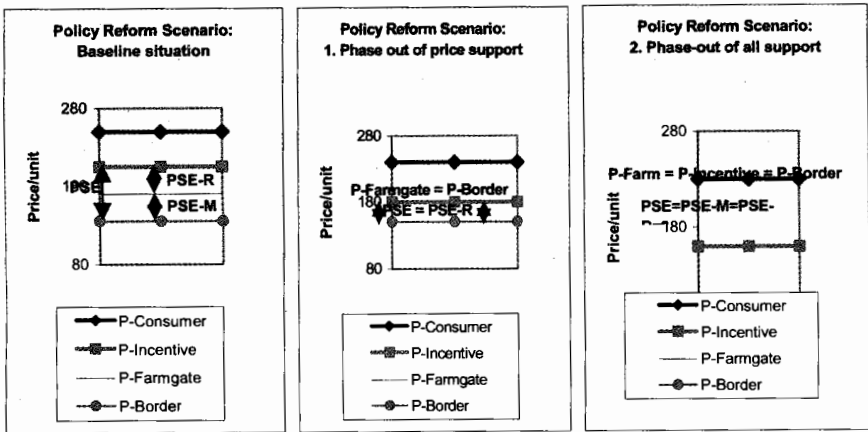 Policy Reform Scenario:
Baseline situation
Price/unit
280
80
PSE
PSE-R
PSE-M
P-Consumer
P-Incentive
P-Farmgate
P-Border
Policy Reform Scenario:
1. Phase out of price support
Price/unit
280
180
80
P-Farmgate = P-Border
PSE = PSE-R
P-Consumer
P-Incentive
P-Farmgate
P-Border
Policy Reform Scenario:
2. Phase-out of all support
Price/unit
280
180
P-Farm = P-Incentive = P-Border
PSE=PSE-M=PSE-
P-Consumer
P-Incentive
P-Farmgate
P-Border